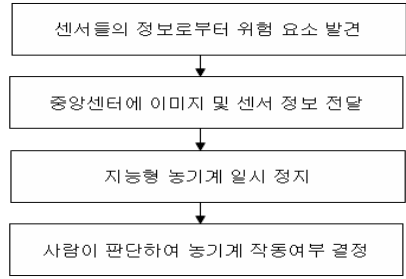 센서들의 정보로부터 위험 요소 발견
중앙센터에 이미지 및 센서 정보 전달
지능형 농기계 일시 정지
사람이 판단하여 농기계 작동여부 결정